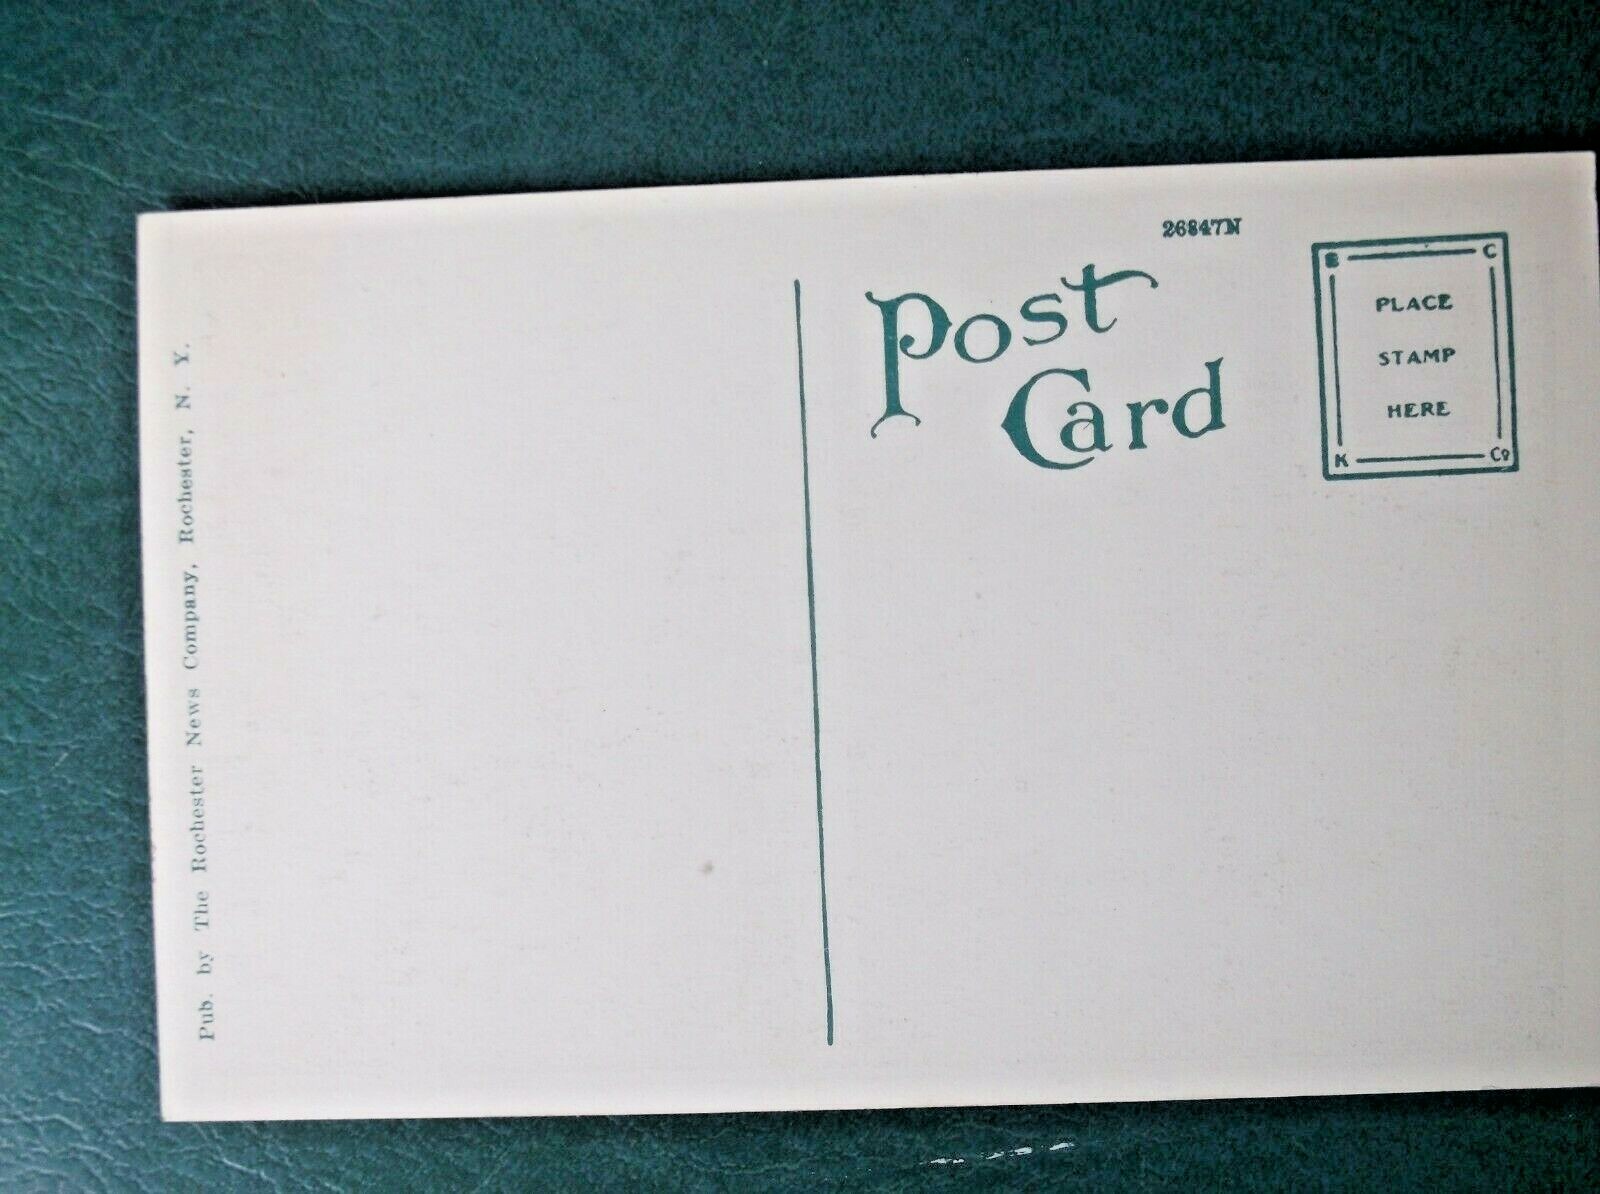 26847N
Post
Card
E C
PLACE
STAMP
HERE
K Co
Pub. by The Rochester News Company, Rochester, N. Y.